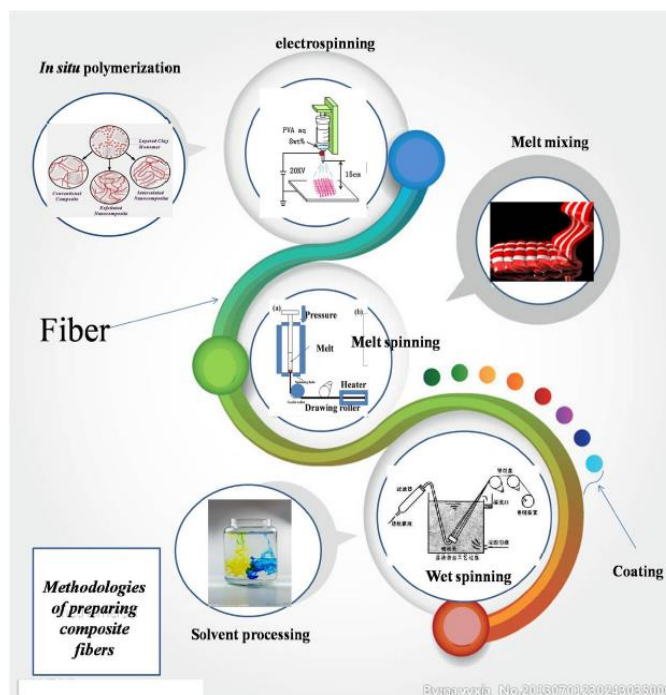 electrospinning
In situ polymerization
Layered Clay
Monomer
Conventional
Composite
Exfoliated
Nanocomposite
Intercalated
Nanocomposite
PVA aq
8wt%
20KV
15cm
Melt mixing
Fiber
(a)
Pressure
(b)
Melt spinning
Melt
Heater
Drawing roller
Wet spinning
Coating
Solvent processing
Methodologies
of preparing
composite
fibers